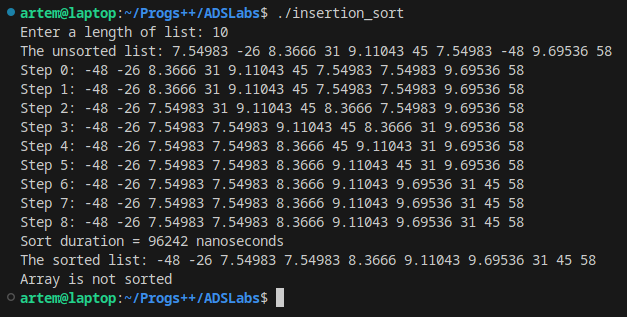 artem@laptop:~/Progs++/ADSLabs$ ./insertion_sort
Enter a length of list: 10
The unsorted list: 7.54983 -26 8.3666 31 9.11043 45 7.54983 -48 9.69536 58
Step 0: -48 -26 8.3666 31 9.11043 45 7.54983 7.54983 9.69536 58
Step 1: -48 -26 8.3666 31 9.11043 45 7.54983 7.54983 9.69536 58
Step 2: -48 -26 7.54983 31 9.11043 45 8.3666 7.54983 9.69536 58
Step 3: -48 -26 7.54983 7.54983 9.11043 45 8.3666 31 9.69536 58
Step 4: -48 -26 7.54983 7.54983 8.3666 45 9.11043 31 9.69536 58
Step 5: -48 -26 7.54983 7.54983 8.3666 9.11043 45 31 9.69536 58
Step 6: -48 -26 7.54983 7.54983 8.3666 9.11043 9.69536 31 45 58
Step 7: -48 -26 7.54983 7.54983 8.3666 9.11043 9.69536 31 45 58
Step 8: -48 -26 7.54983 7.54983 8.3666 9.11043 9.69536 31 45 58
Sort duration = 96242 nanoseconds
The sorted list: -48 -26 7.54983 7.54983 8.3666 9.11043 9.69536 31 45 58
Array is not sorted
artem@laptop:~/Progs++/ADSLabs$